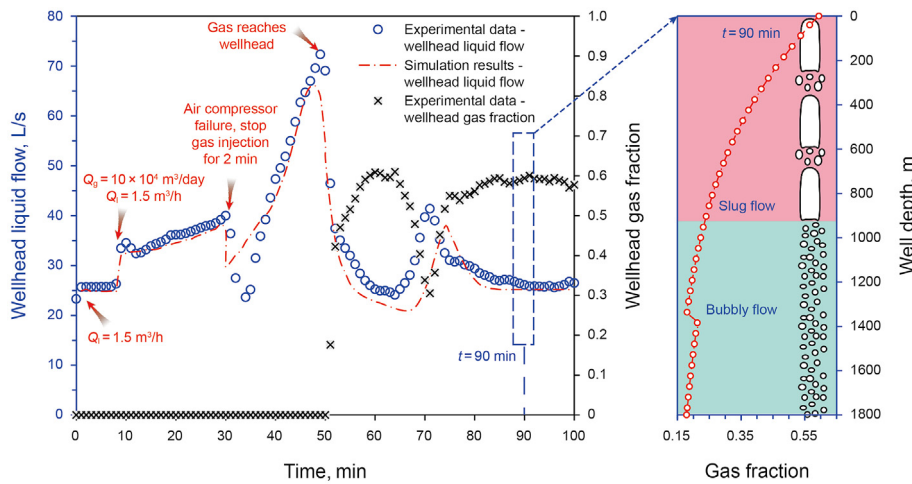 80
70
60
50
40
30
20
10
0
Wellhead liquid flow, L/s
0
10
20
30
40
50
60
70
80
90
100
Time, min
1.0
0.9
0.8
0.7
0.6
0.5
0.4
0.3
0.2
0.1
0
Wellhead gas fraction
Gas reaches
wellhead
Air compressor
failure, stop
gas injection
for 2 min
Qg = 10 × 10⁴ m³/day
Ql = 1.5 m³/h
Ql = 1.5 m³/h
Experimental data -
wellhead liquid flow
Simulation results -
wellhead liquid flow
Experimental data -
wellhead gas fraction
t = 90 min
t = 90 min
Slug flow
Bubbly flow
0
200
400
600
800
1000
1200
1400
1600
1800
Well depth, m
0.15
0.35
0.55
Gas fraction